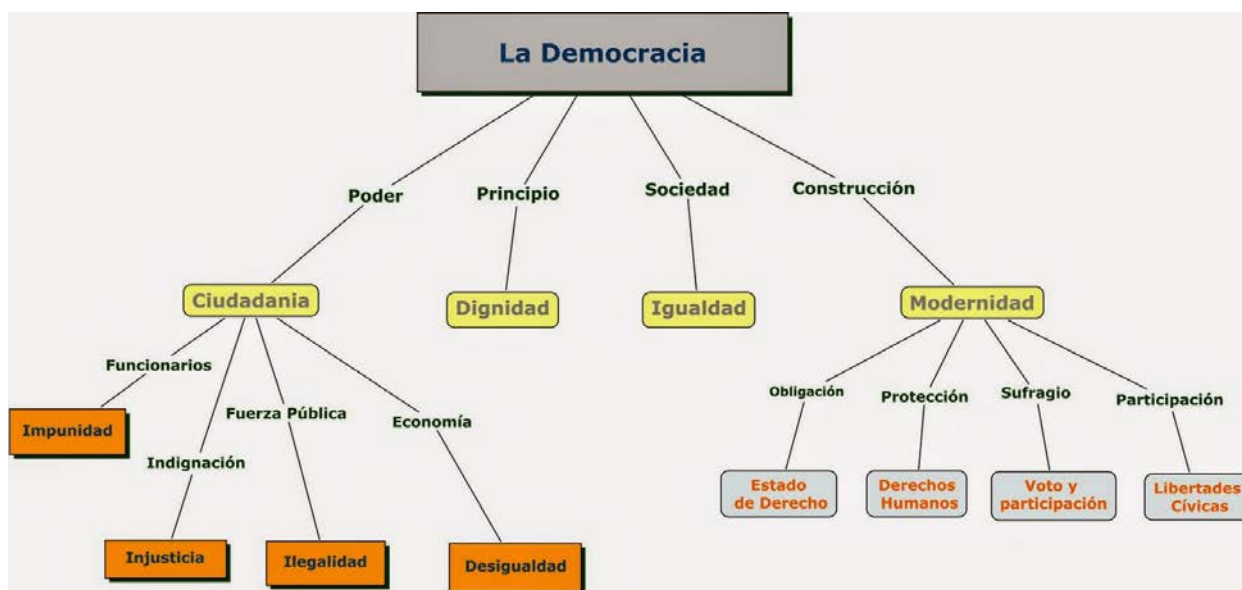 La Democracia
Poder
Principio
Sociedad
Construcción
Ciudadania
Dignidad
Igualdad
Modernidad
Funcionarios
Indignación
Fuerza Pública
Economía
Obligación
Protección
Sufragio
Participación
Impunidad
Injusticia
Ilegalidad
Desigualdad
Estado
de Derecho
Derechos
Humanos
Voto y
participación
Libertades
Cívicas